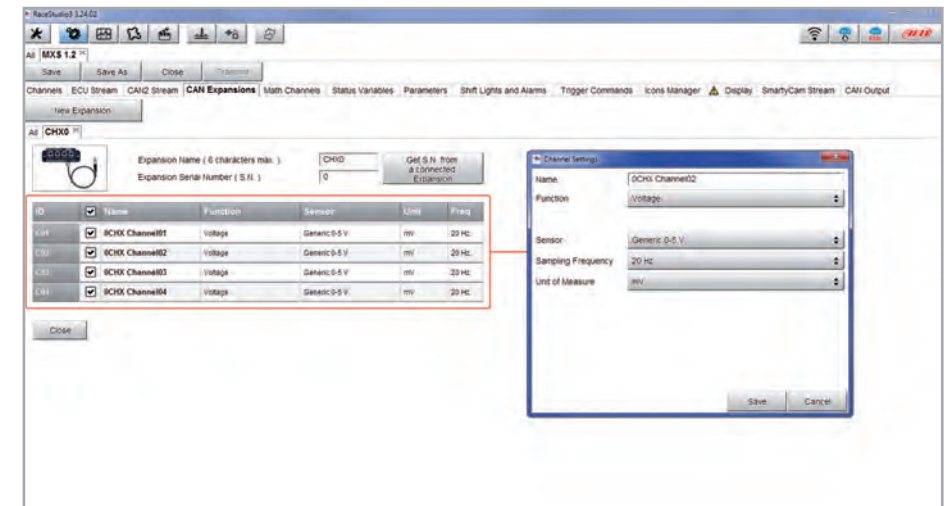 RaceStudio3 3.24.02
All MXS 1.2
Save Save As Close Transmit
Channels ECU Stream CAN2 Stream CAN Expansions Math Channels Status Variables Parameters Shift Lights and Alarms Trigger Commands Icons Manager Display SmartyCam Stream CAN Output
New Expansion
All CHX0
Expansion Name ( 6 characters max. ) CHX0
Expansion Serial Number ( S.N. ) 0
Get S.N. from a connected Expansion
ID Name Function Sensor Unit Freq
C01 0CHX Channel01 Voltage Generic 0-5 V mV 20 Hz
C02 0CHX Channel02 Voltage Generic 0-5 V mV 20 Hz
C03 0CHX Channel03 Voltage Generic 0-5 V mV 20 Hz
C04 0CHX Channel04 Voltage Generic 0-5 V mV 20 Hz
Close
Channel Settings
Name 0CHX Channel02
Function Voltage
Sensor Generic 0-5 V
Sampling Frequency 20 Hz
Unit of Measure mV
Save Cancel